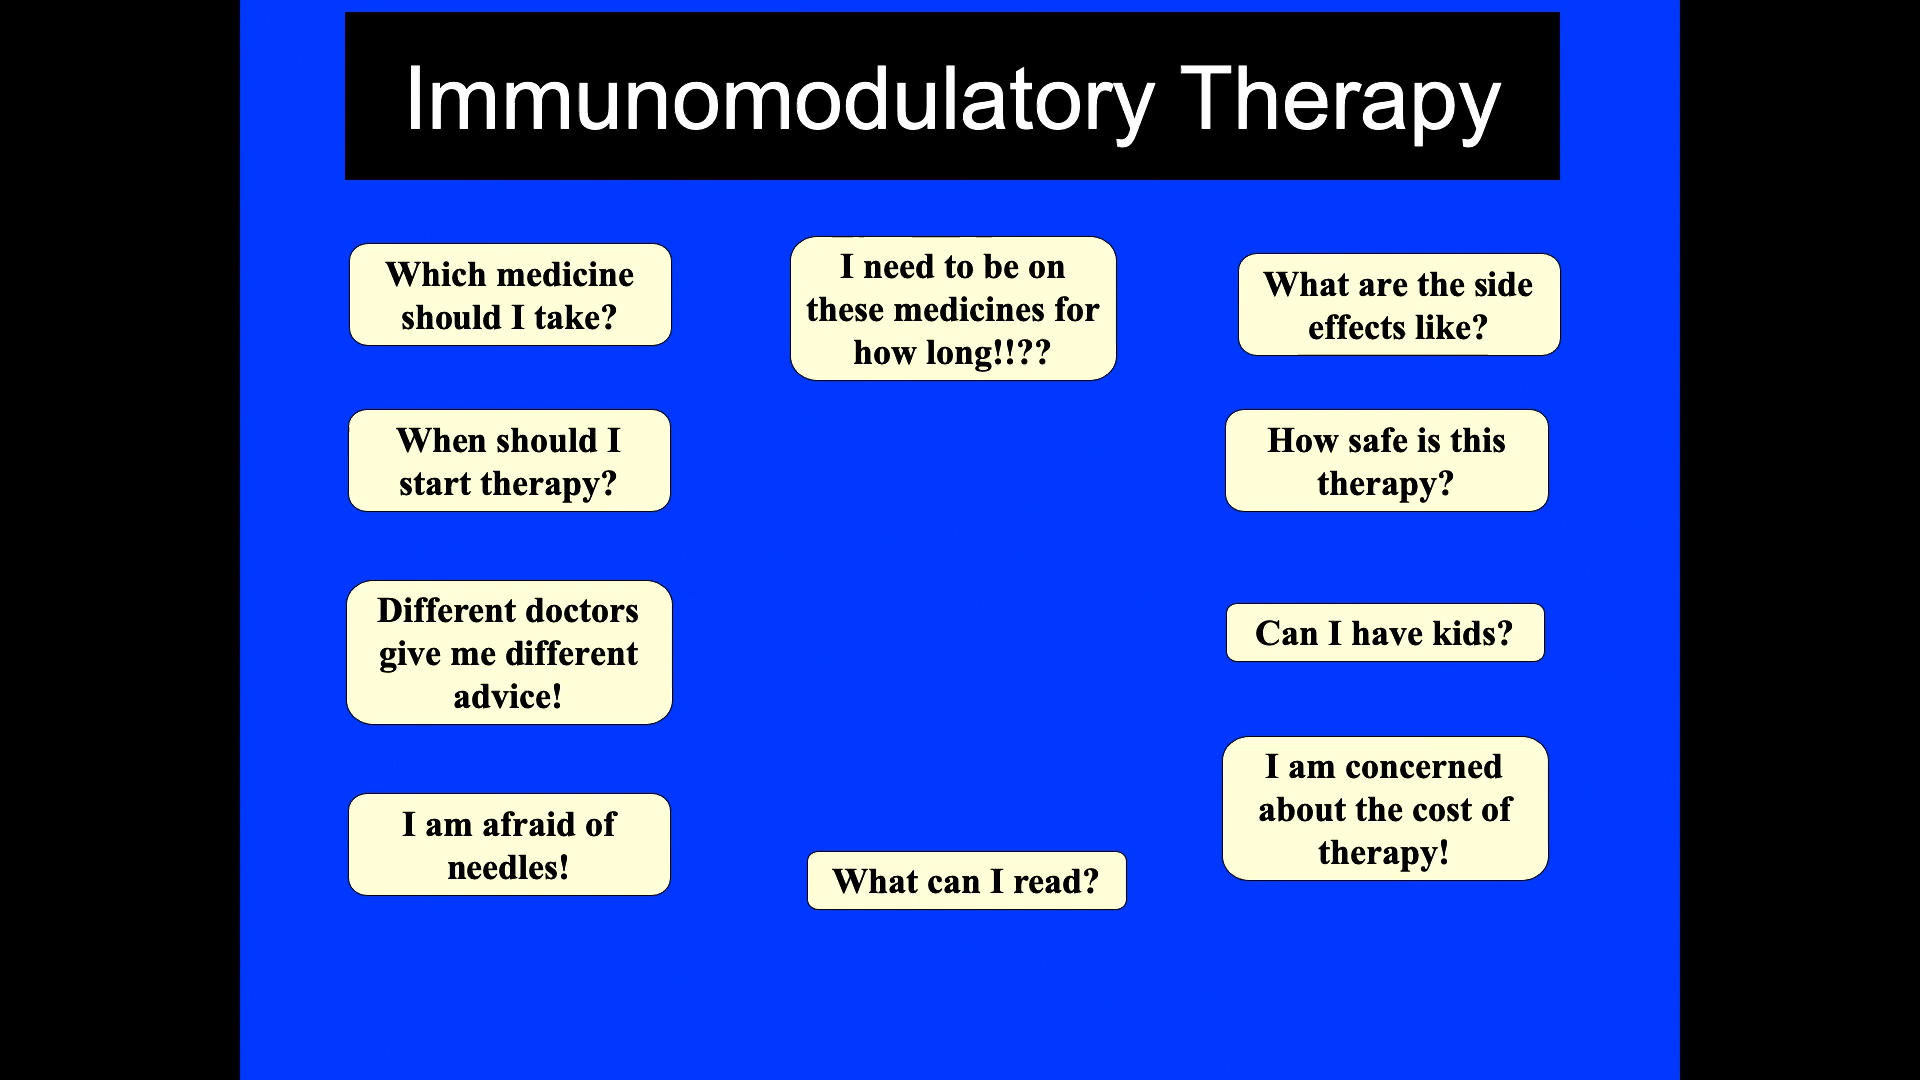 Immunomodulatory Therapy
Which medicine
should I take?
I need to be on
these medicines for
how long!!??
What are the side
effects like?
When should I
start therapy?
How safe is this
therapy?
Different doctors
give me different
advice!
Can I have kids?
I am afraid of
needles!
What can I read?
I am concerned
about the cost of
therapy!